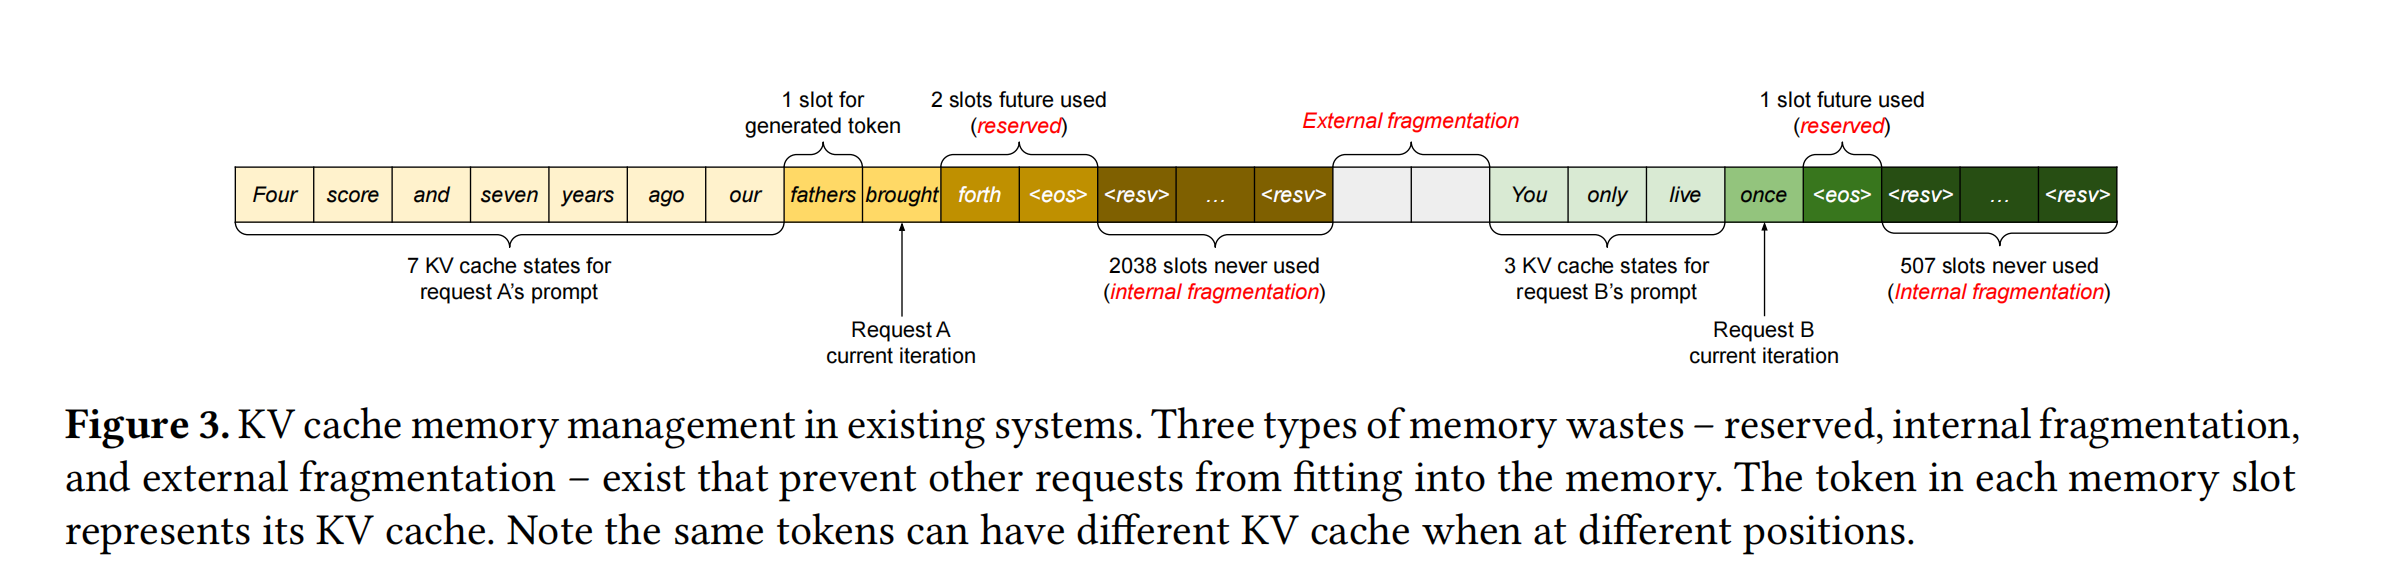 1 slot for
generated token
2 slots future used
(reserved)
External fragmentation
1 slot future used
(reserved)
Four score and seven years ago our fathers brought forth <eos> <resv> ... <resv> You only live once <eos> <resv> ... <resv>
7 KV cache states for
request A's prompt
2038 slots never used
(internal fragmentation)
3 KV cache states for
request B's prompt
507 slots never used
(Internal fragmentation)
Request A
current iteration
Request B
current iteration
Figure 3. KV cache memory management in existing systems. Three types of memory wastes – reserved, internal fragmentation,
and external fragmentation – exist that prevent other requests from fitting into the memory. The token in each memory slot
represents its KV cache. Note the same tokens can have different KV cache when at different positions.